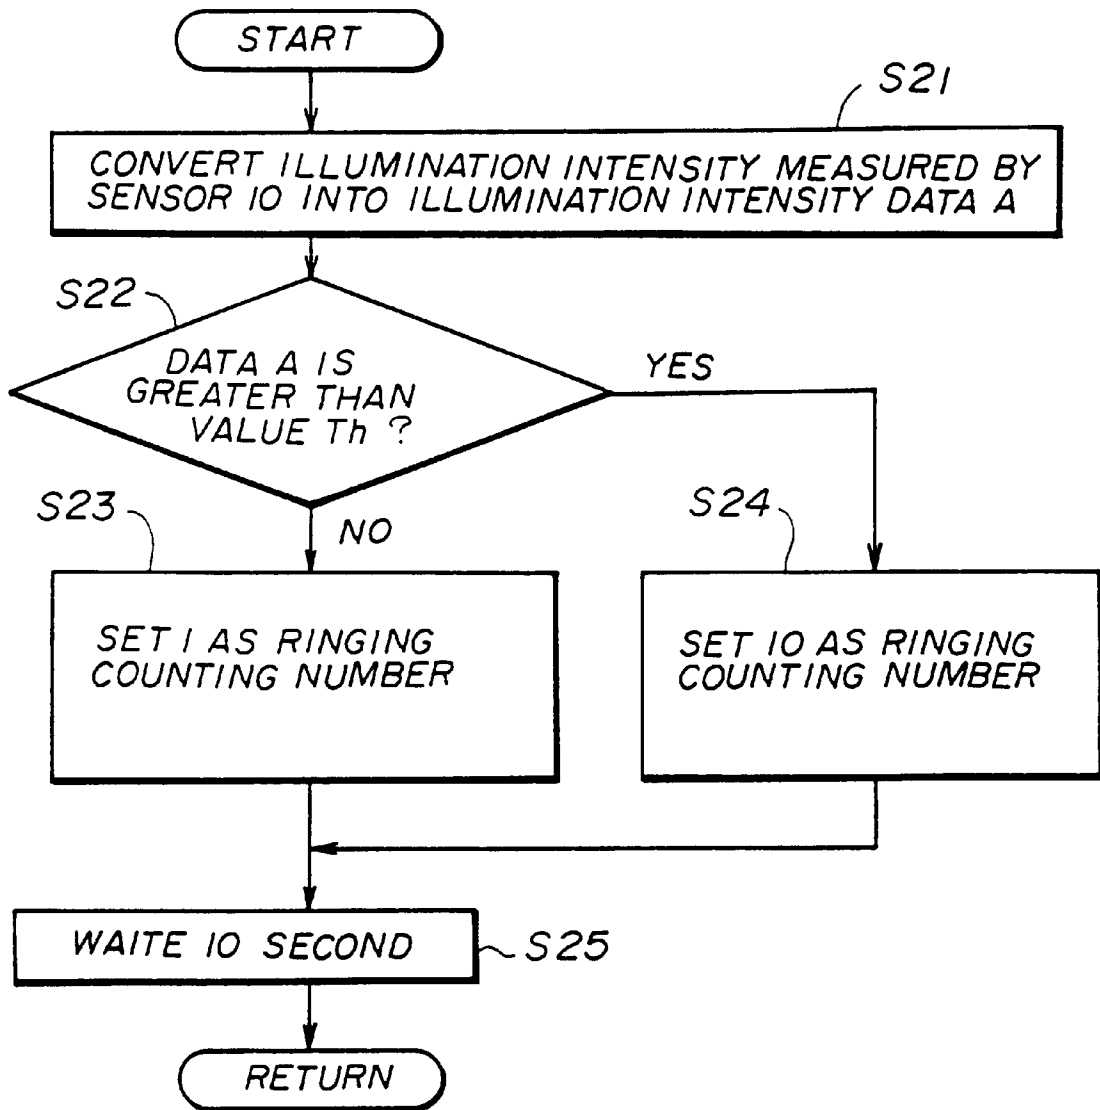 START
S21
CONVERT ILLUMINATION INTENSITY MEASURED BY
SENSOR 10 INTO ILLUMINATION INTENSITY DATA A
S22
DATA A IS
GREATER THAN
VALUE Th ?
YES
NO
S23
SET 1 AS RINGING
COUNTING NUMBER
S24
SET 10 AS RINGING
COUNTING NUMBER
WAITE 10 SECOND
S25
RETURN